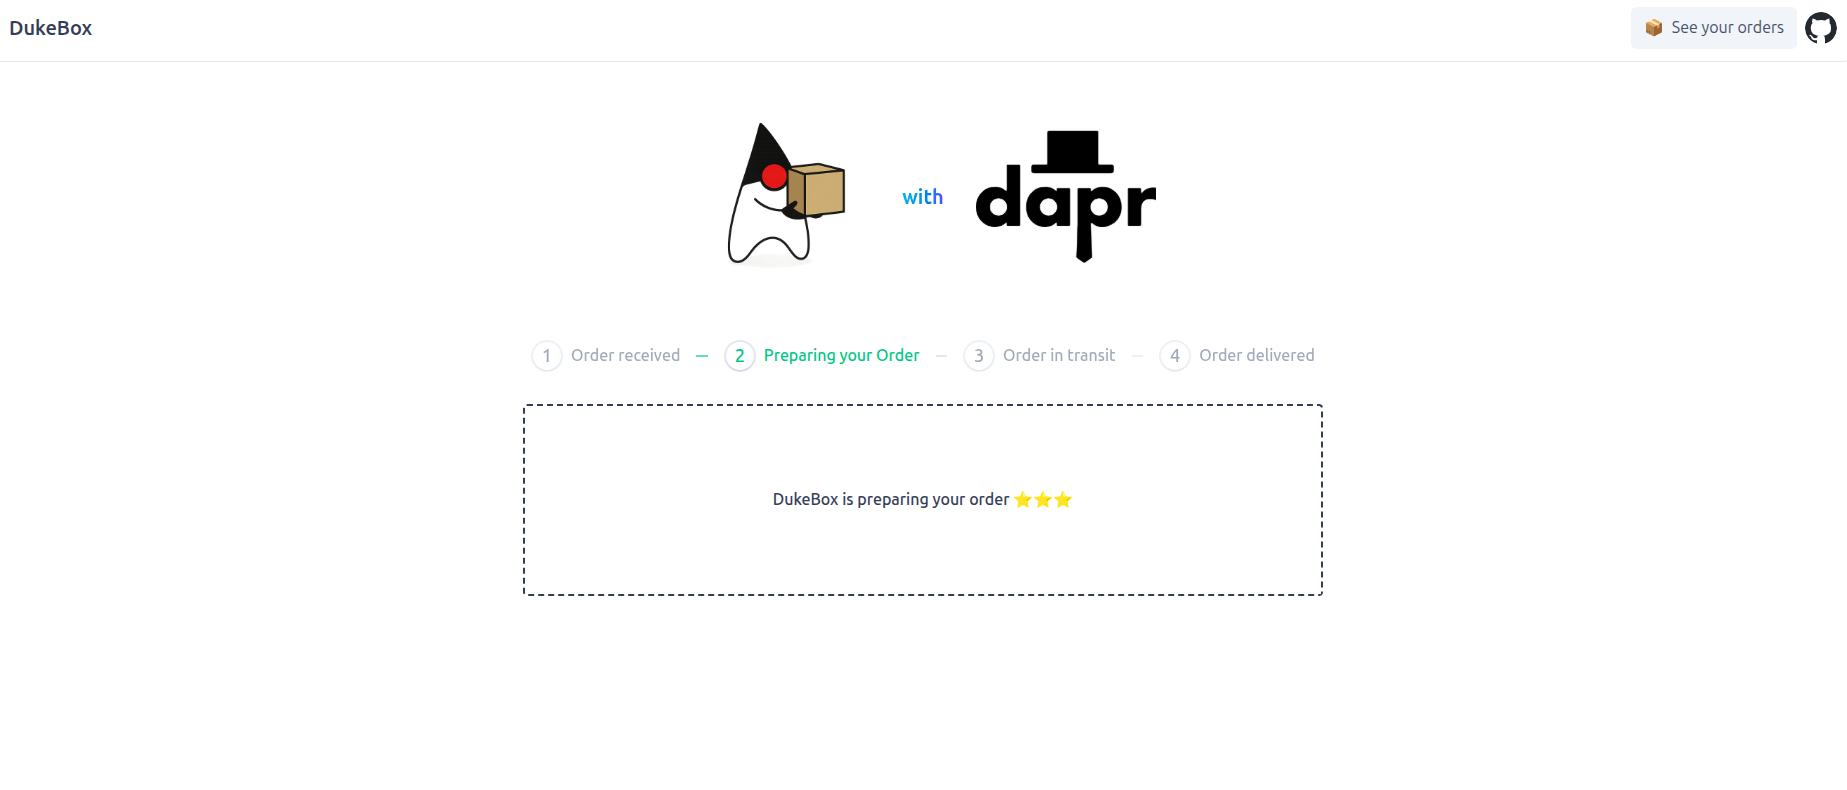 DukeBox
📦 See your orders
with
dapr
1 Order received
2 Preparing your Order
3 Order in transit
4 Order delivered
DukeBox is preparing your order ⭐⭐⭐